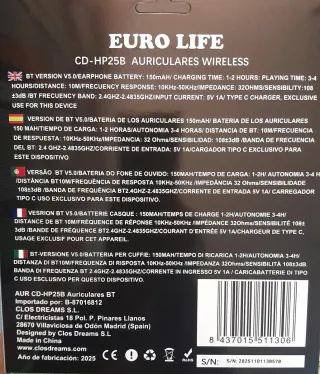 EURO LIFE
CD-HP25B AURICULARES WIRELESS
BT VERSION V5.0/EARPHONE BATTERY: 150mAH/ CHARGING TIME: 1-2 HOURS: PLAYING TIME: 3-4
HOURS/DISTANCE: 10M/FREQUENCY RESPONSE: 10KHz-50KHz/IMPEDANCE: 32OHMS/SENSIBILITY:108
±3dB /BT FRECUENCY BAND: 2.4GHZ-2.4835GHZ/INPUT CURRENT: 5V 1A/ TYPE C CHARGER, EXCLUSIVE
USE FOR THIS DEVICE
VERSION DE BT V5.0/BATERIA DE LOS AURICULARES 150mAH/ BATERIA DE LOS AURICULARES
150 MAH/TIEMPO DE CARGA: 1-2 HORAS/AUTONOMIA 3-4 HORAS/ DISTANCIA DE BT: 10M/FRECUENCIA
DE RESPUESTA: 10KHz-50KHz/IMPEDANCIA: 32 Ohms/SENSIBILIDAD: 108±3dB /BANDA DE FRECUENCIA
DEL BT: 2.4 GHZ-2.4835GHZ/CORRIENTE DE ENTRADA: 5V 1A/CARGADOR TIPO C EXCLUSIVO PARA
ESTE DISPOSITIVO
VERSÃO BT V5.0/BATERIA DO FONE DE OUVIDO: 150MAH/TEMPO DE CARGA: 1-2H/ AUTONOMIA 3-4 H
/DISTÂNCIA BT10M/FREQUÊNCIA DE RESPOSTA 10KHz-50KHz /IMPEDÂNCIA 32 Ohms/SENSIBILIDADE
108±3dB /BANDA DE FREQUÊNCIA BT2.4GHZ-2.4835GHZ/CORRENTE DE ENTRADA 5V 1A/CARREGADOR
TIPO C USO EXCLUSIVO PARA ESTE DISPOSITIVO.
VERSION BT V5.0/BATTERIE CASQUE : 150MAH/TEMPS DE CHARGE 1-2H/AUTONOMIE 3-4H/
DISTANCE DE BT 10M/FRÉQUENCE DE RÉPONSE 10KHz-50KHz /IMPÉDANCE 32 Ohms/SENSIBILITÉ 108±
3dB /BANDE DE FRÉQUENCE BT 2.4GHZ-2.4835GHZ/COURANT D'ENTRÉE 5V 1A/CHARGEUR DE TYPE C,
USAGE EXCLUSIF POUR CET APPAREIL.
BT-VERSIONE V5.0/BATTERIA PER CUFFIE: 150MAH/TEMPO DI RICARICA 1-2H/AUTONOMIA 3-4H/
DISTANZA DI BT10M/FREQUENZA DI RISPOSTA 10KHz-50KHz /IMPEDENZA 32Ohms/SENSIBILITÀ 108±3dB/
BANDA DI FREQUENZA BT 2.4GHZ-2.4835GHZ/CORRENTE IN INGRESSO 5V 1A / CARICABATTERIE DI TIPO
C USO ESCLUSIVO PER QUESTO DISPOSITIVO.
AUR CD-HP25B Auriculares BT
Importado por: B-87016812
CLOS DREAMS S.L.
C/ Electricistas 18 Pol. P. Pinares Llanos
28670 Villaviciosa de Odón Madrid (Spain)
Designed by Clos Dreams S.L.
Made in China
www.closdreams.com
Año de fabricación: 2025
8 437015 511306
S/N: S/N: 20251101130578